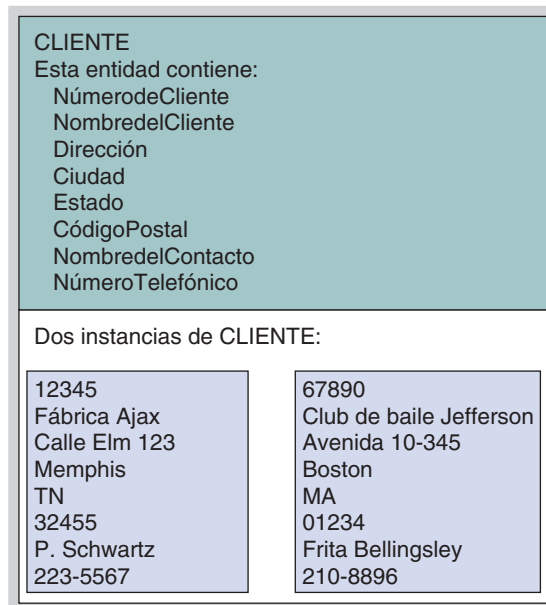 CLIENTE
Esta entidad contiene:
NúmerodeCliente
NombredelCliente
Dirección
Ciudad
Estado
CódigoPostal
NombredelContacto
NúmeroTelefónico
Dos instancias de CLIENTE:
12345
Fábrica Ajax
Calle Elm 123
Memphis
TN
32455
P. Schwartz
223-5567
67890
Club de baile Jefferson
Avenida 10-345
Boston
MA
01234
Frita Bellingsley
210-8896